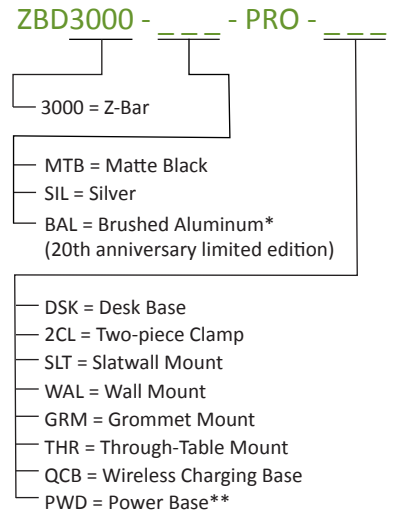 ZBD3000 - _ _ _ - PRO - _ _ _
3000 = Z-Bar
MTB = Matte Black
SIL = Silver
BAL = Brushed Aluminum*
(20th anniversary limited edition)
DSK = Desk Base
2CL = Two-piece Clamp
SLT = Slatwall Mount
WAL = Wall Mount
GRM = Grommet Mount
THR = Through-Table Mount
QCB = Wireless Charging Base
PWD = Power Base**